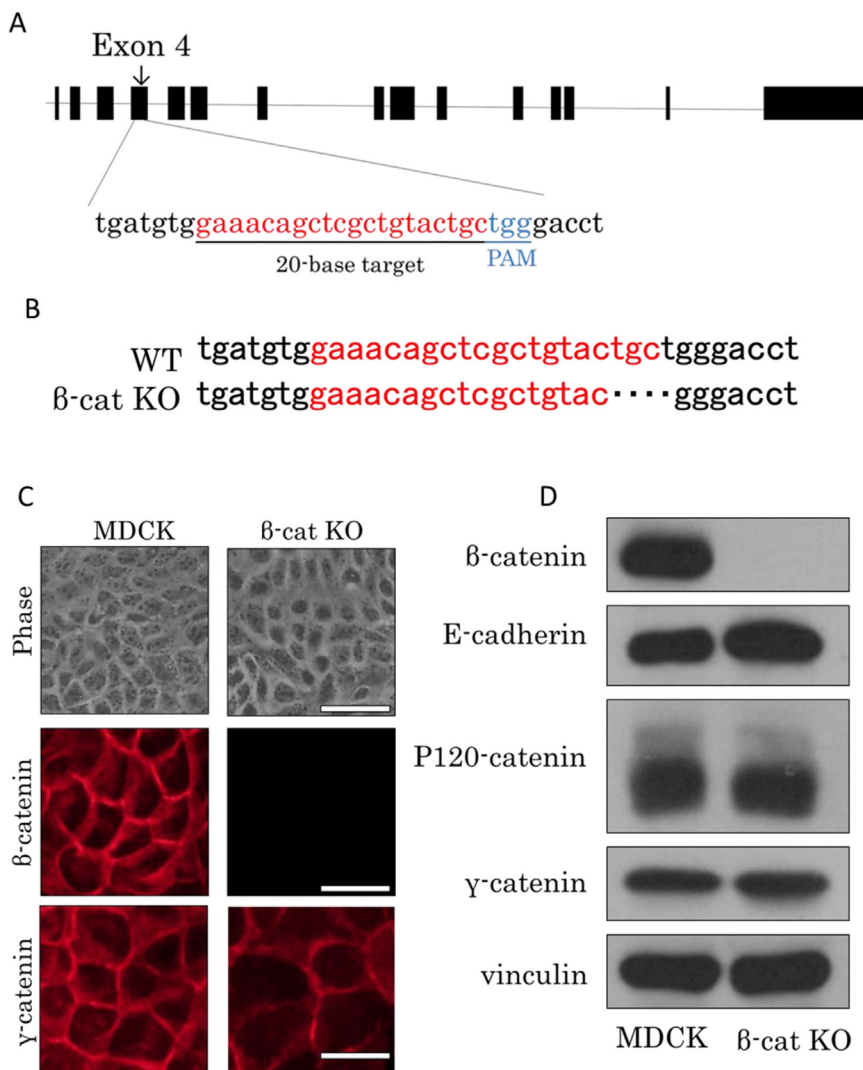 A
Exon 4
tgatgtggaaacagctcgctgtactgctgggacct
20-base target
PAM
B
WT tgatgtggaaacagctcgctgtactgctgggacct
β-cat KO tgatgtggaaacagctcgctgtac····gggacct
C
MDCK β-cat KO
Phase
β-catenin
γ-catenin
D
β-catenin
E-cadherin
P120-catenin
γ-catenin
vinculin
MDCK β-cat KO